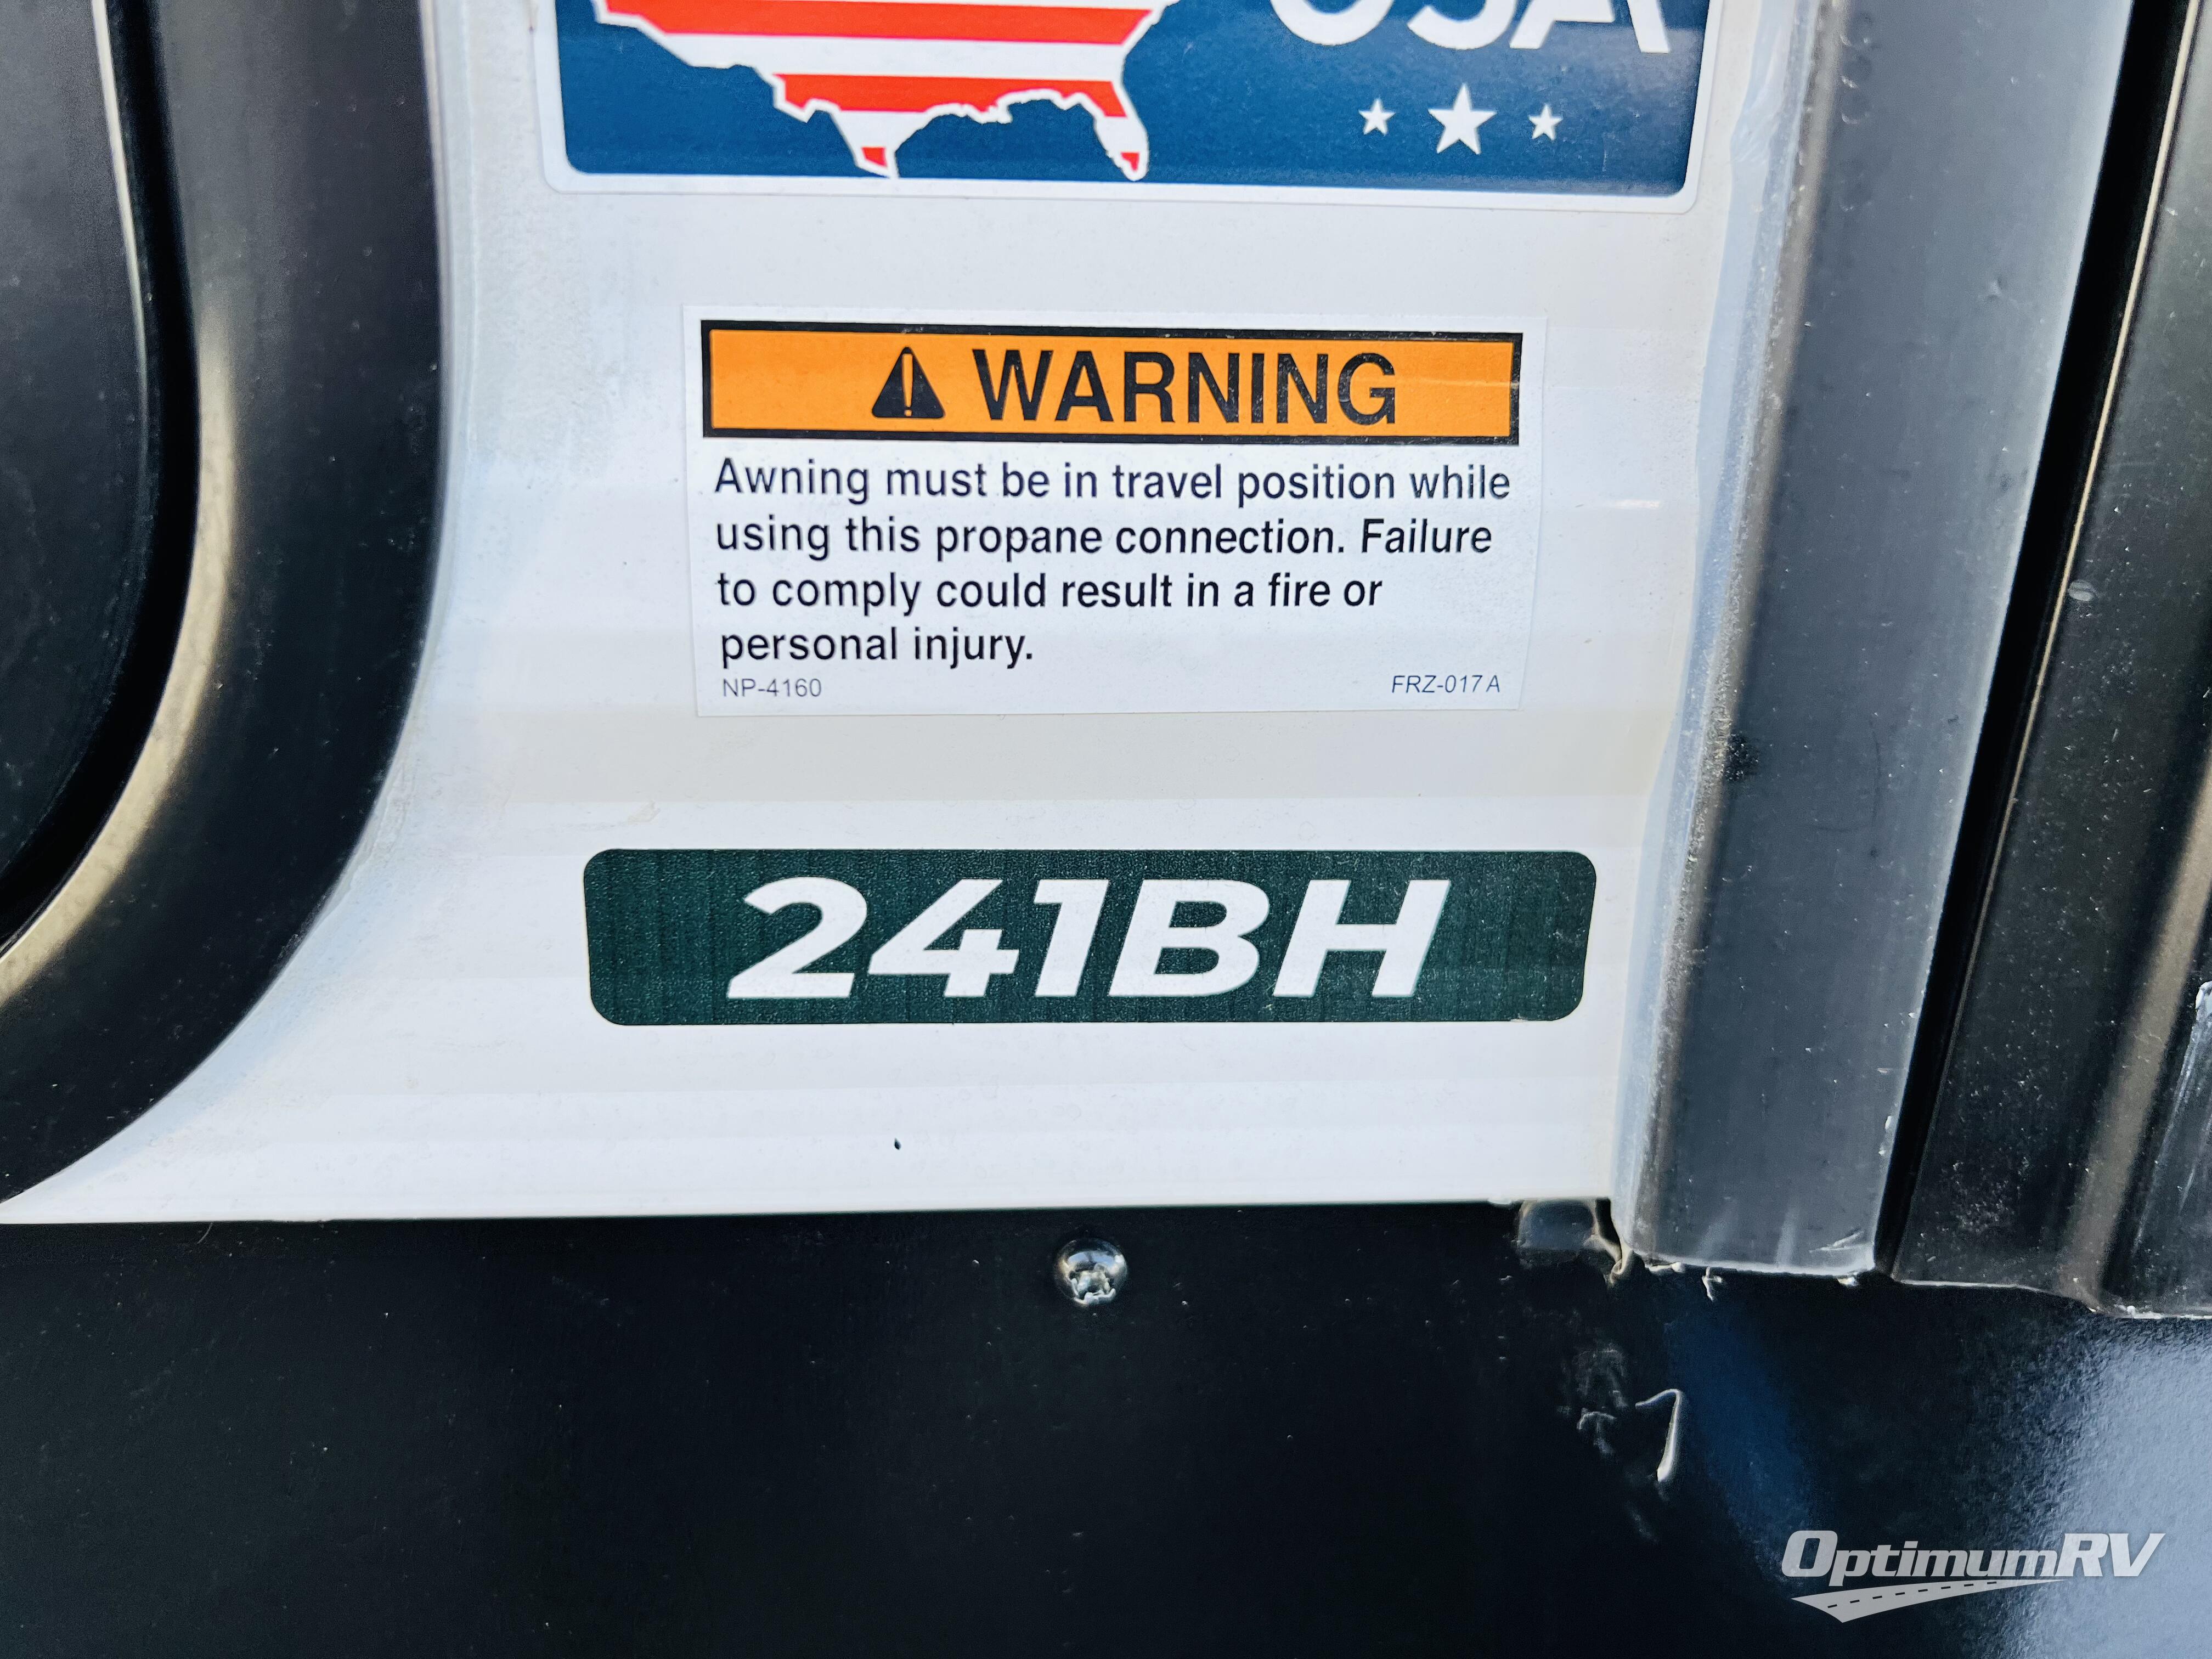 USA
WARNING
Awning must be in travel position while
using this propane connection. Failure
to comply could result in a fire or
personal injury.
NP-4160 FRZ-017A
241BH
OptimumRV